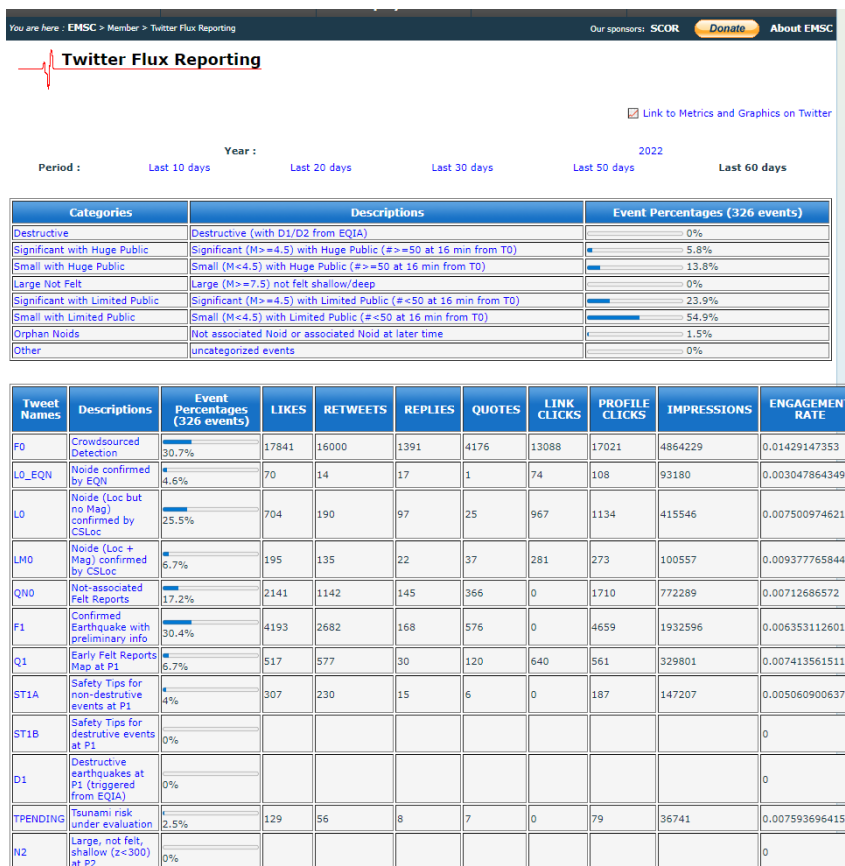 You are here : EMSC > Member > Twitter Flux Reporting Our sponsors: SCOR Donate About EMSC
Twitter Flux Reporting
Link to Metrics and Graphics on Twitter
Year : 2022
Period : Last 10 days Last 20 days Last 30 days Last 50 days Last 60 days
Categories Descriptions Event Percentages (326 events)
Destructive Destructive (with D1/D2 from EQIA) 0%
Significant with Huge Public Significant (M>=4.5) with Huge Public (#>=50 at 16 min from T0) 5.8%
Small with Huge Public Small (M<4.5) with Huge Public (#>=50 at 16 min from T0) 13.8%
Large Not Felt Large (M>=7.5) not felt shallow/deep 0%
Significant with Limited Public Significant (M>=4.5) with Limited Public (#<50 at 16 min from T0) 23.9%
Small with Limited Public Small (M<4.5) with Limited Public (#<50 at 16 min from T0) 54.9%
Orphan Noids Not associated Noid or associated Noid at later time 1.5%
Other uncategorized events 0%
Tweet Names Descriptions Event Percentages (326 events) LIKES RETWEETS REPLIES QUOTES LINK CLICKS PROFILE CLICKS IMPRESSIONS ENGAGEMENT RATE
F0 Crowdsourced Detection 30.7% 17841 16000 1391 4176 13088 17021 4864229 0.01429147353
L0_EQN Noide confirmed by EQN 4.6% 70 14 17 1 74 108 93180 0.003047864349
L0 Noide (Loc but no Mag) confirmed by CSLoc 25.5% 704 190 97 25 967 1134 415546 0.007500974621
LM0 Noide (Loc + Mag) confirmed by CSLoc 6.7% 195 135 22 37 281 273 100557 0.009377765844
QN0 Not-associated Felt Reports 17.2% 2141 1142 145 366 0 1710 772289 0.00712686572
F1 Confirmed Earthquake with preliminary info 30.4% 4193 2682 168 576 0 4659 1932596 0.006353112601
Q1 Early Felt Reports Map at P1 6.7% 517 577 30 120 640 561 329801 0.007413561511
ST1A Safety Tips for non-destrutive events at P1 4% 307 230 15 6 0 187 147207 0.005060900637
ST1B Safety Tips for destrutive events at P1 0% 0
D1 Destructive earthquakes at P1 (triggered from EQIA) 0% 0
TPENDING Tsunami risk under evaluation 2.5% 129 56 8 7 0 79 36741 0.007593696415
N2 Large, not felt, shallow (z<300) at P2 0% 0